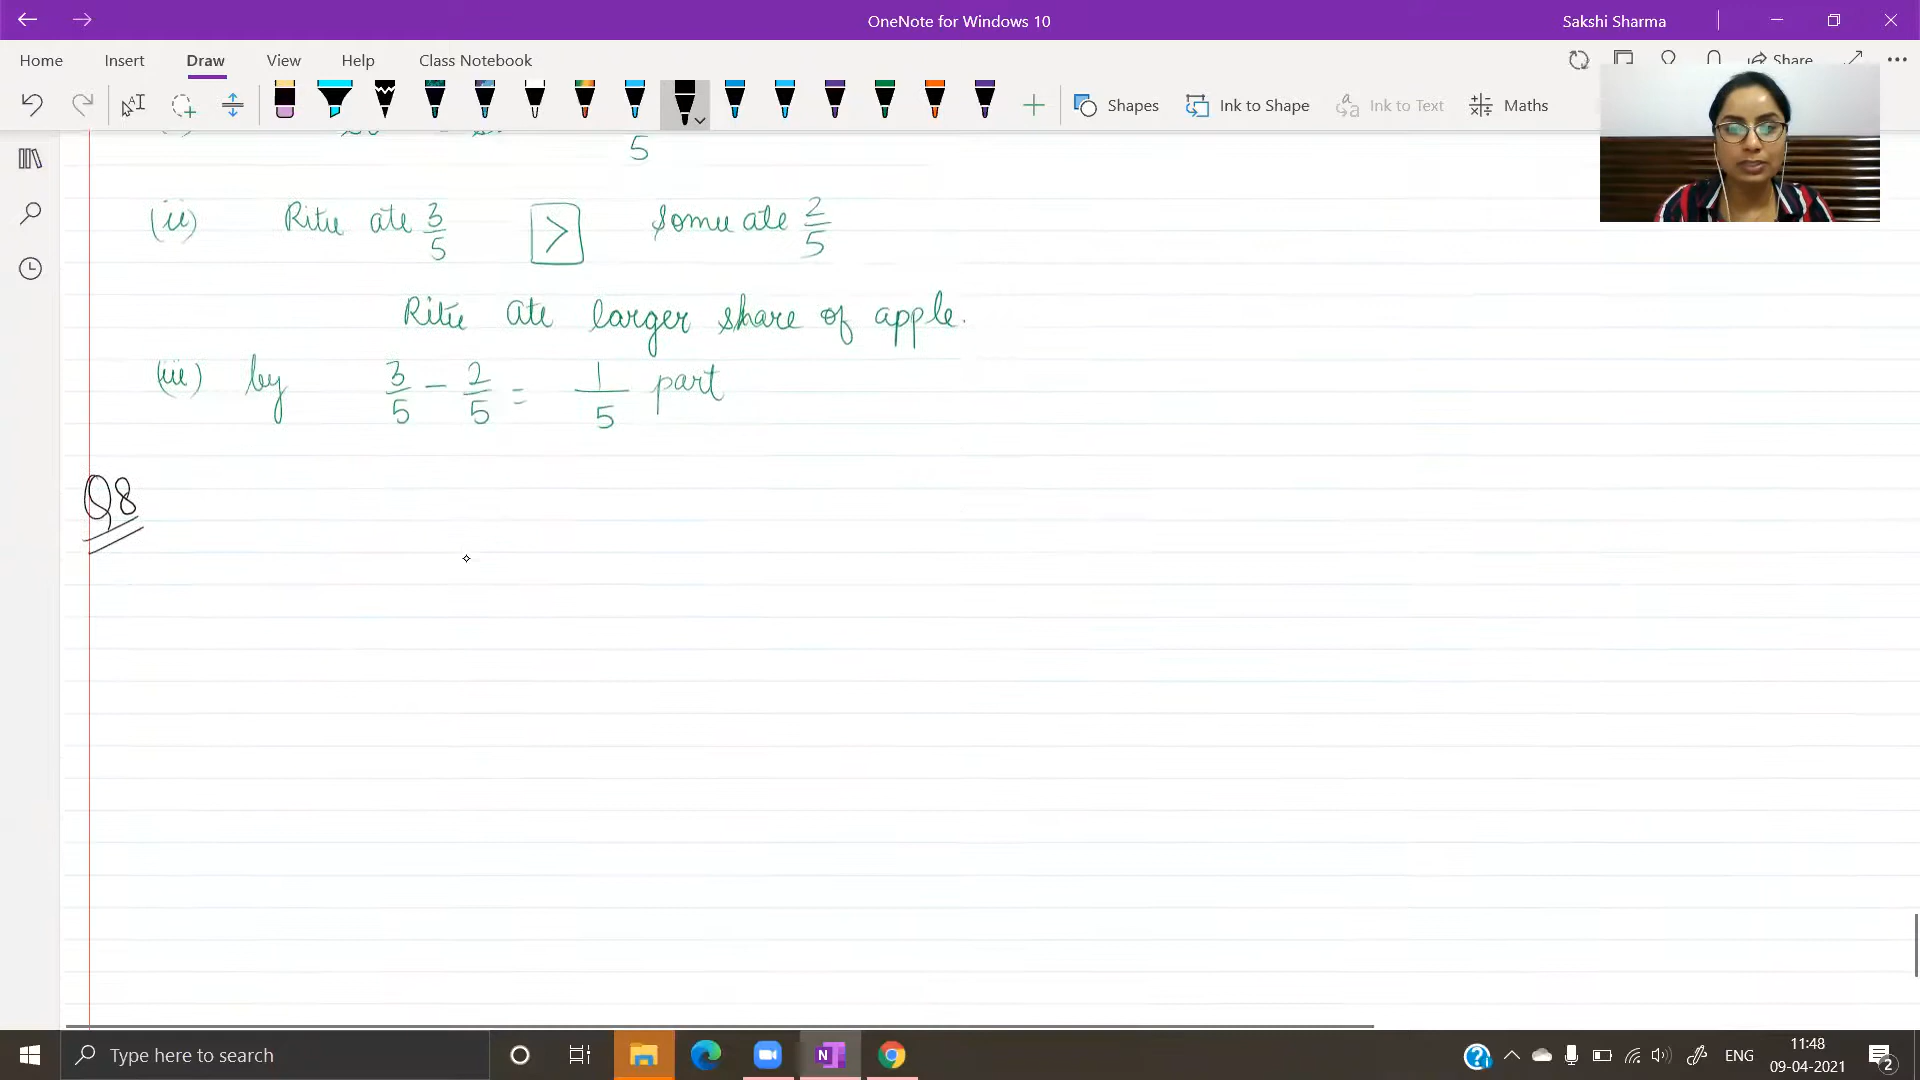 OneNote for Windows 10
Sakshi Sharma
Home Insert Draw View Help Class Notebook Share
Shapes Ink to Shape Ink to Text Maths
5
(ii) Ritu ate 3/5 > Somu ate 2/5
Ritu ate larger share of apple.
(iii) by 3/5 - 2/5 = 1/5 part
Q8
Type here to search
ENG
11:48
09-04-2021
2